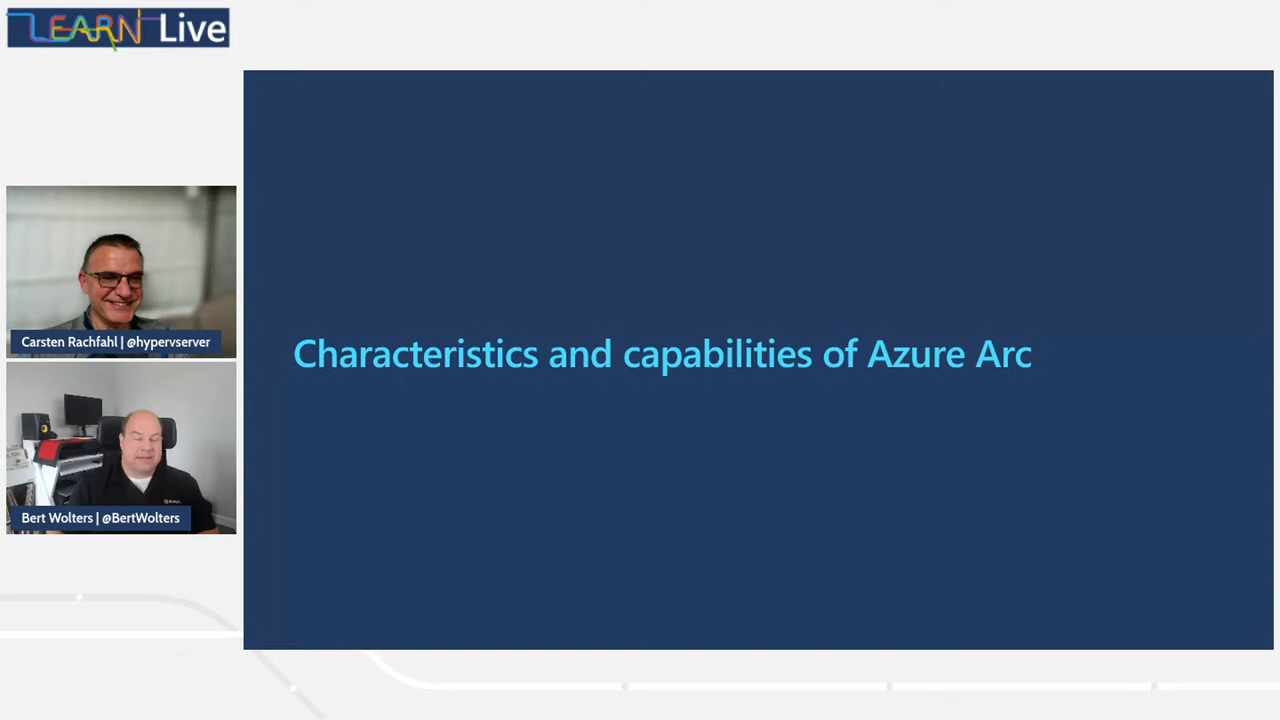 LEARN Live
Characteristics and capabilities of Azure Arc
Carsten Rachfahl | @hypervserver
Bert Wolters | @BertWolters